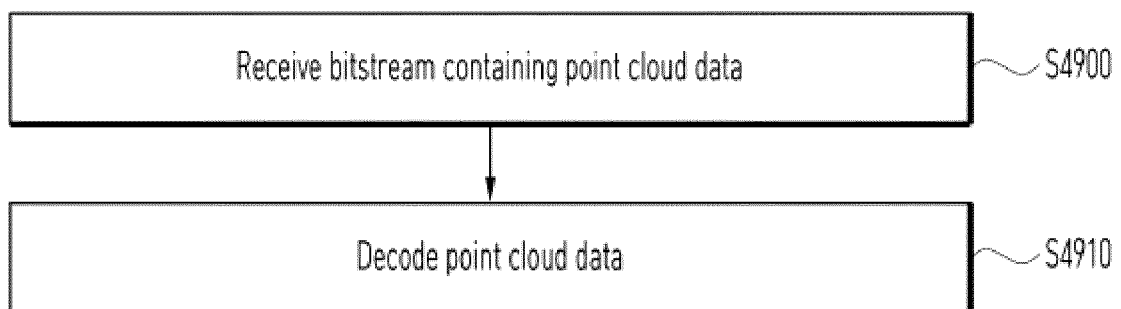 Receive bitstream containing point cloud data
S4900
Decode point cloud data
S4910